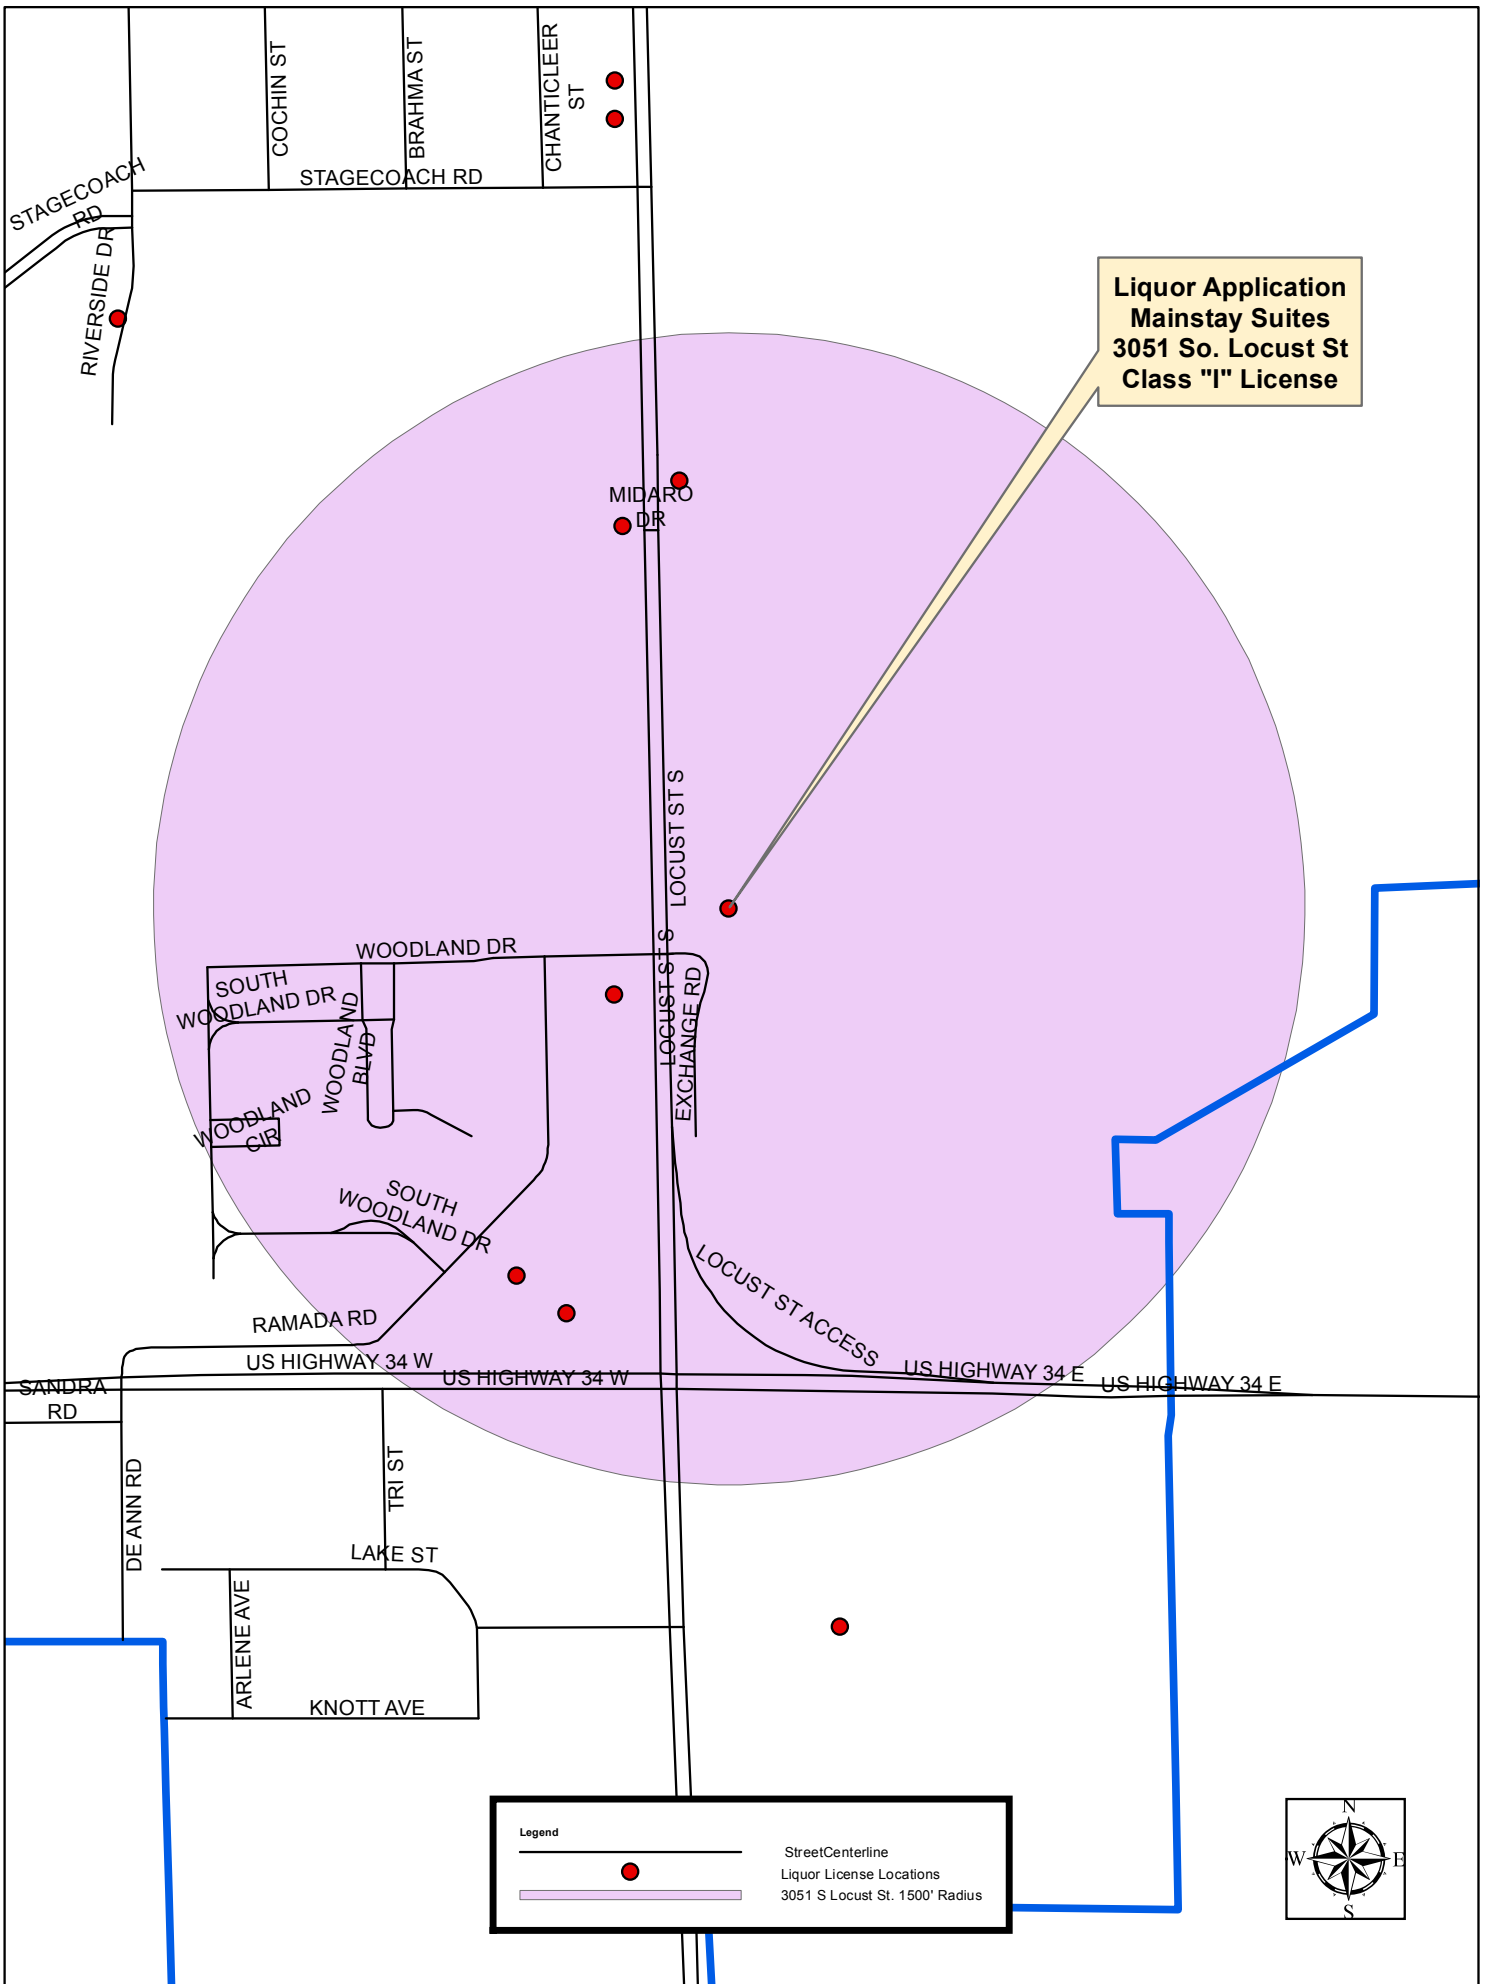 COCHIN ST
BRAHMA ST
CHANTICLEER
ST
STAGECOACH RD
STAGECOACH
RD
RIVERSIDE DR
Liquor Application
Mainstay Suites
3051 So. Locust St
Class "I" License
MIDARO
DR
LOCUST ST S
LOCUST ST S
EXCHANGE RD
WOODLAND DR
SOUTH
WOODLAND DR
WOODLAND
BLVD
WOODLAND
CIR
SOUTH
WOODLAND DR
LOCUST ST ACCESS
RAMADA RD
US HIGHWAY 34 W
US HIGHWAY 34 W
US HIGHWAY 34 E
US HIGHWAY 34 E
SANDRA
RD
DE ANN RD
TRI ST
LAKE ST
ARLENE AVE
KNOTT AVE
Legend
StreetCenterline
Liquor License Locations
3051 S Locust St. 1500' Radius
N
W
E
S